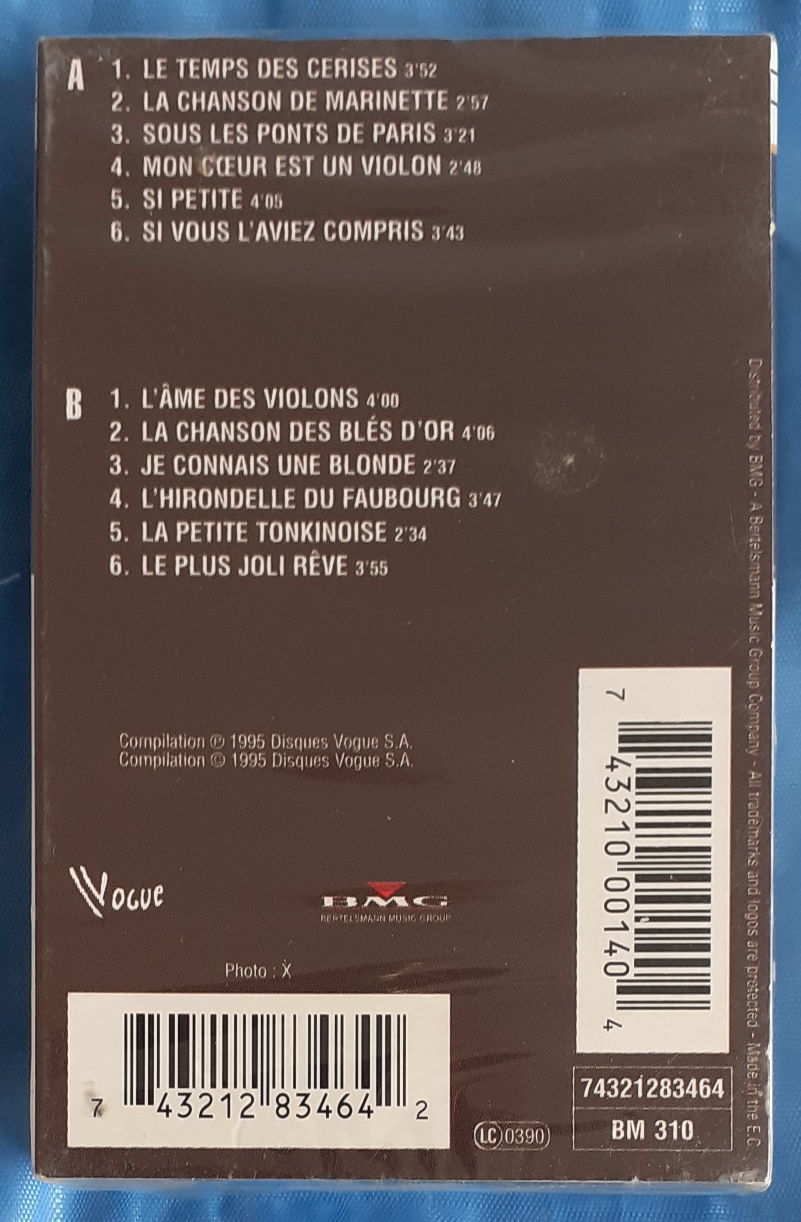 A
1. LE TEMPS DES CERISES 3'52
2. LA CHANSON DE MARINETTE 2'57
3. SOUS LES PONTS DE PARIS 3'21
4. MON CŒUR EST UN VIOLON 2'48
5. SI PETITE 4'05
6. SI VOUS L'AVIEZ COMPRIS 3'43
B
1. L'ÂME DES VIOLONS 4'00
2. LA CHANSON DES BLÉS D'OR 4'06
3. JE CONNAIS UNE BLONDE 2'37
4. L'HIRONDELLE DU FAUBOURG 3'47
5. LA PETITE TONKINOISE 2'34
6. LE PLUS JOLI RÊVE 3'55
Compilation ℗ 1995 Disques Vogue S.A.
Compilation © 1995 Disques Vogue S.A.
VOGUE
BMG
BERTELSMANN MUSIC GROUP
Photo : X
7 43212 83464 2
LC 0390
7 43210 00140 4
74321283464
BM 310
Distributed by BMG - A Bertelsmann Music Group Company - All trademarks and logos are protected - Made in the E.C